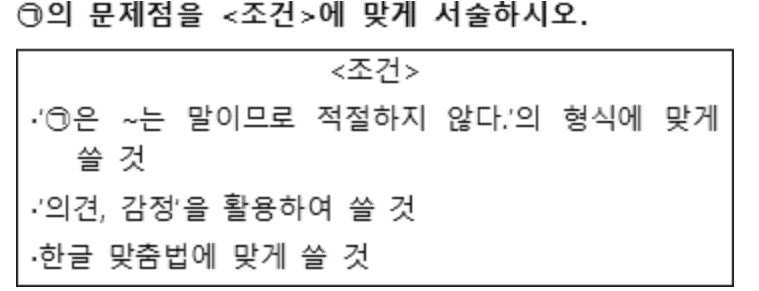 ㉠의 문제점을 <조건>에 맞게 서술하시오.
<조건>
·'㉠은 ~는 말이므로 적절하지 않다.'의 형식에 맞게
쓸 것
·'의견, 감정'을 활용하여 쓸 것
·한글 맞춤법에 맞게 쓸 것